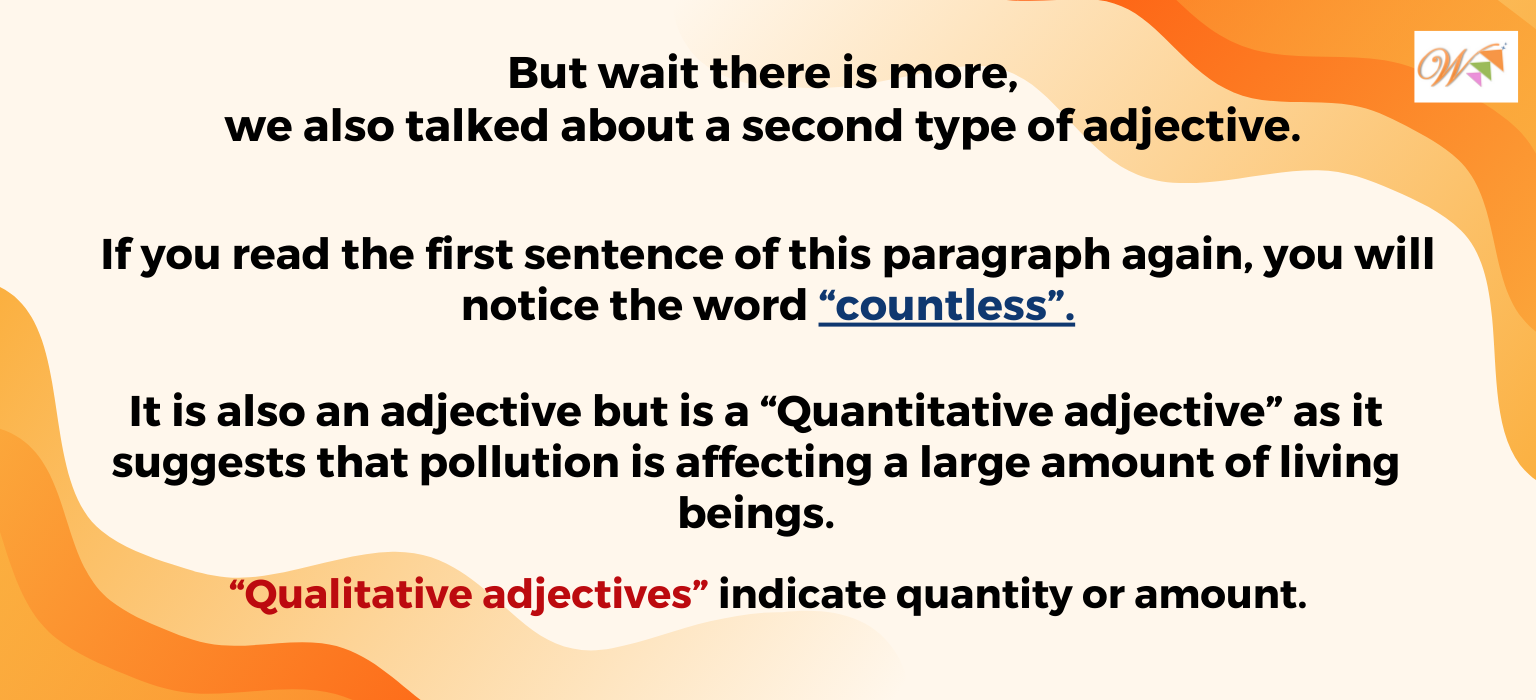 But wait there is more,
we also talked about a second type of adjective.
If you read the first sentence of this paragraph again, you will
notice the word “countless”.
It is also an adjective but is a “Quantitative adjective” as it
suggests that pollution is affecting a large amount of living
beings.
“Qualitative adjectives” indicate quantity or amount.
W